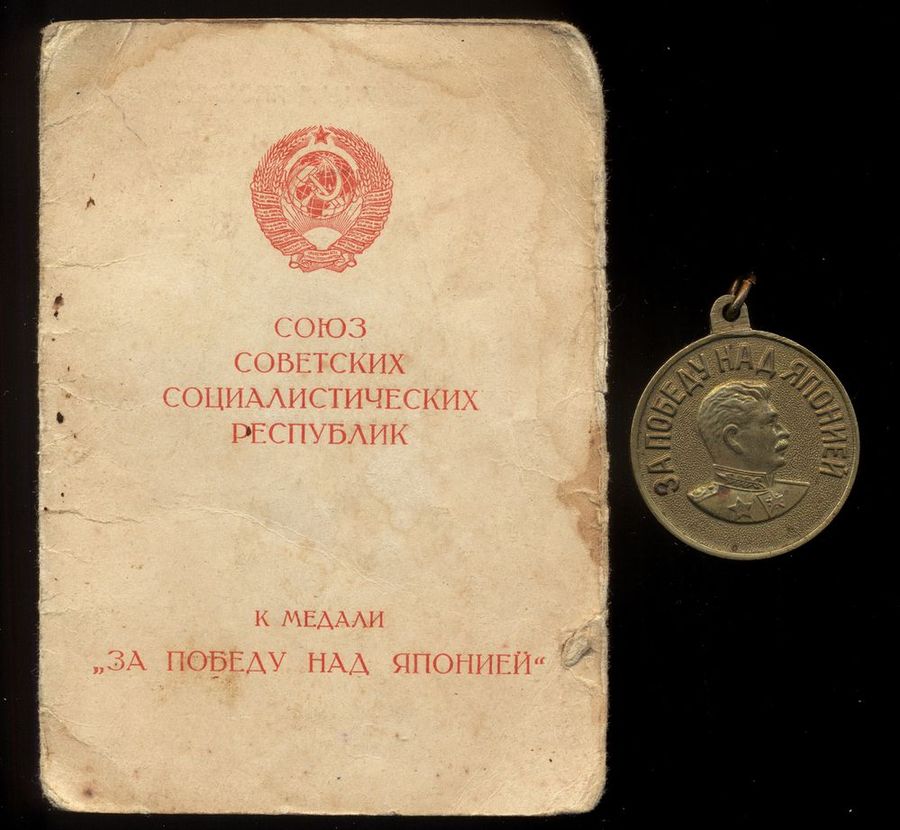 СОЮЗ
СОВЕТСКИХ
СОЦИАЛИСТИЧЕСКИХ
РЕСПУБЛИК
К МЕДАЛИ
„ЗА ПОБЕДУ НАД ЯПОНИЕЙ“
ЗА ПОБЕДУ НАД ЯПОНИЕЙ